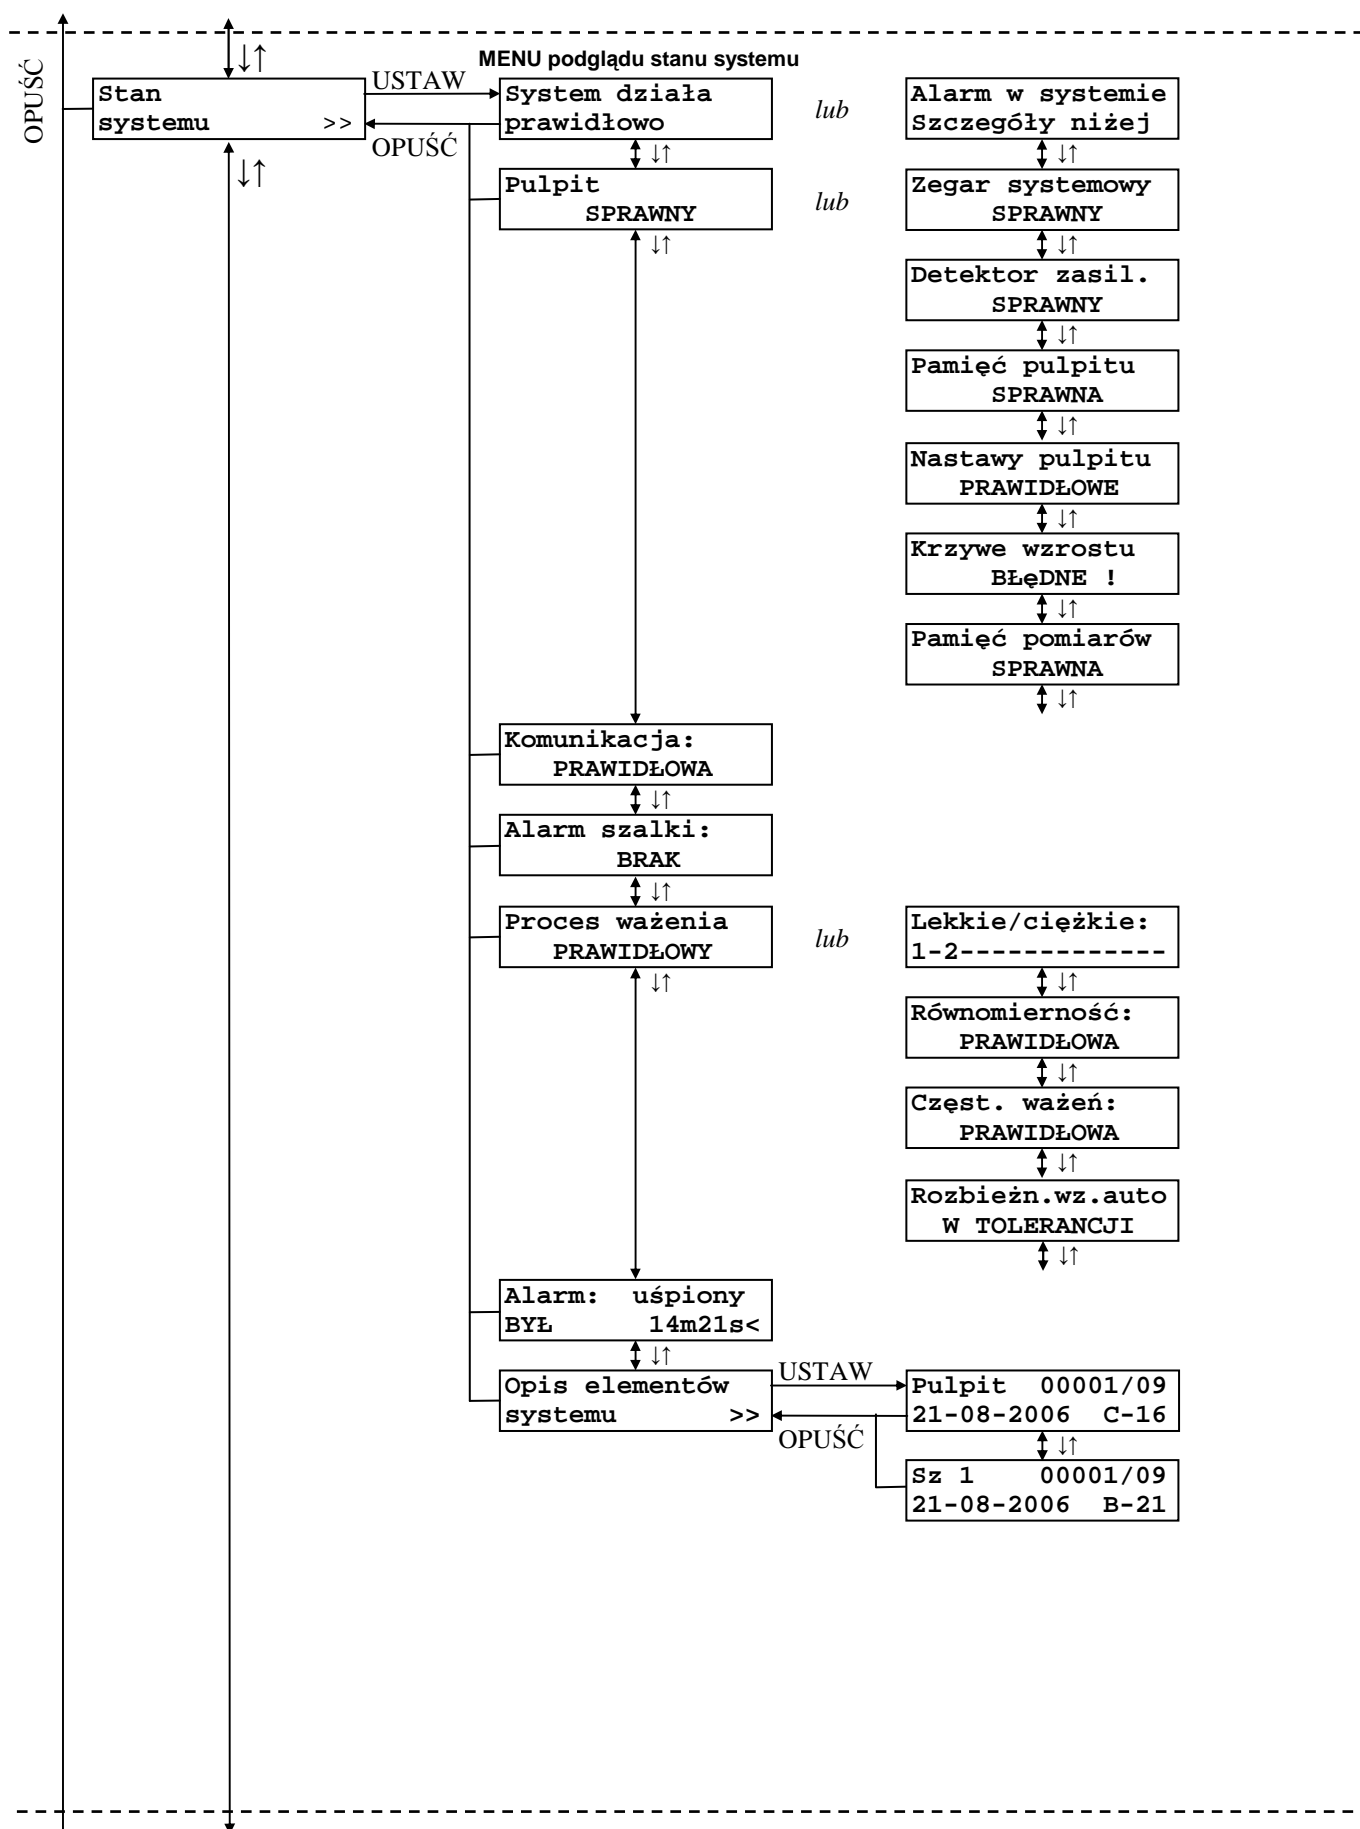 OPUŚĆ
↓↑
MENU podglądu stanu systemu
Stan
systemu >>
↓↑
USTAW
OPUŚĆ
System działa
prawidłowo
lub
Alarm w systemie
Szczegóły niżej
↓↑
↓↑
Pulpit
SPRAWNY
lub
Zegar systemowy
SPRAWNY
↓↑
↓↑
Detektor zasil.
SPRAWNY
↓↑
Pamięć pulpitu
SPRAWNA
↓↑
Nastawy pulpitu
PRAWIDŁOWE
↓↑
Krzywe wzrostu
BŁęDNE !
↓↑
Pamięć pomiarów
SPRAWNA
↓↑
Komunikacja:
PRAWIDŁOWA
↓↑
Alarm szalki:
BRAK
↓↑
Proces ważenia
PRAWIDŁOWY
↓↑
lub
Lekkie/ciężkie:
1-2-------------
↓↑
Równomierność:
PRAWIDŁOWA
↓↑
Częst. ważeń:
PRAWIDŁOWA
↓↑
Rozbieżn.wz.auto
W TOLERANCJI
↓↑
Alarm: uśpiony
BYŁ 14m21s<
↓↑
Opis elementów
systemu >>
USTAW
OPUŚĆ
Pulpit 00001/09
21-08-2006 C-16
↓↑
Sz 1 00001/09
21-08-2006 B-21